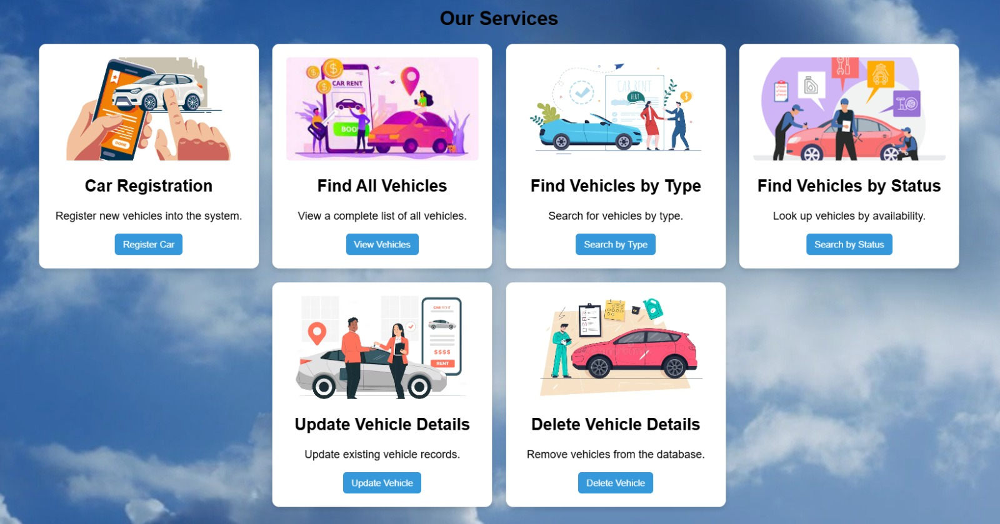 Our Services
DONE
Car Registration
Register new vehicles into the system.
Register Car
CAR RENT
Find All Vehicles
View a complete list of all vehicles.
View Vehicles
CAR RENT
RENT
Find Vehicles by Type
Search for vehicles by type.
Search by Type
Find Vehicles by Status
Look up vehicles by availability.
Search by Status
CAR RENT
$$$$
RENT
Update Vehicle Details
Update existing vehicle records.
Update Vehicle
Delete Vehicle Details
Remove vehicles from the database.
Delete Vehicle